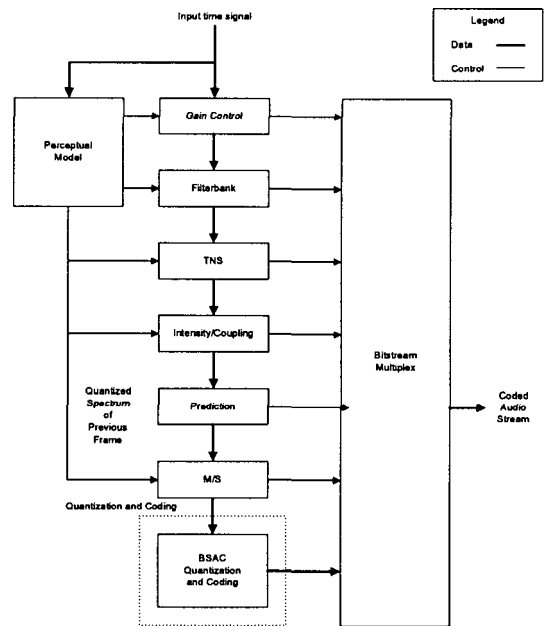 Input time signal
Legend
Data
Control
Gain Control
Perceptual
Model
Filterbank
TNS
Intensity/Coupling
Bitstream
Multiplex
Quantized
Spectrum
of
Previous
Frame
Prediction
Coded
Audio
Stream
M/S
Quantization and Coding
BSAC
Quantization
and Coding